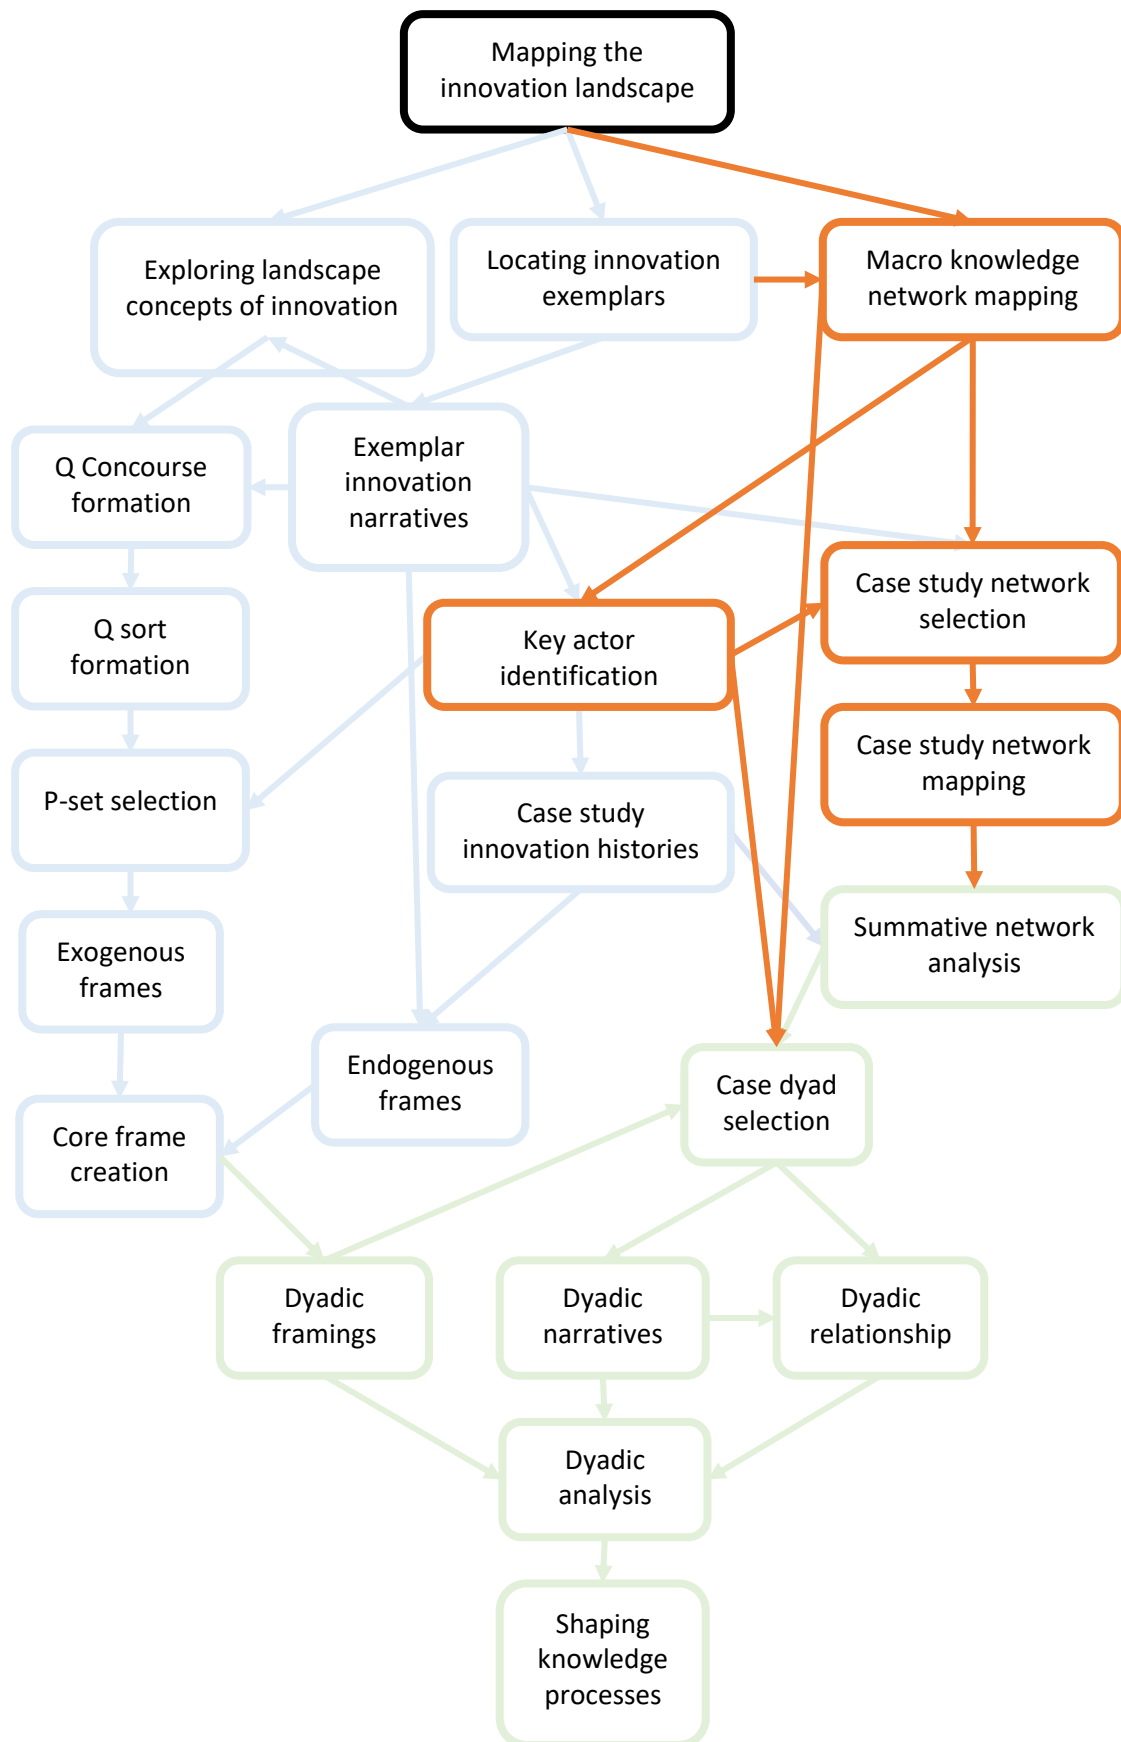 Mapping the
innovation landscape
Exploring landscape
concepts of innovation
Locating innovation
exemplars
Macro knowledge
network mapping
Q Concourse
formation
Exemplar
innovation
narratives
Case study network
selection
Q sort
formation
Key actor
identification
P-set selection
Case study
innovation histories
Case study network
mapping
Exogenous
frames
Summative network
analysis
Endogenous
frames
Case dyad
selection
Core frame
creation
Dyadic
framings
Dyadic
narratives
Dyadic
relationship
Dyadic
analysis
Shaping
knowledge
processes